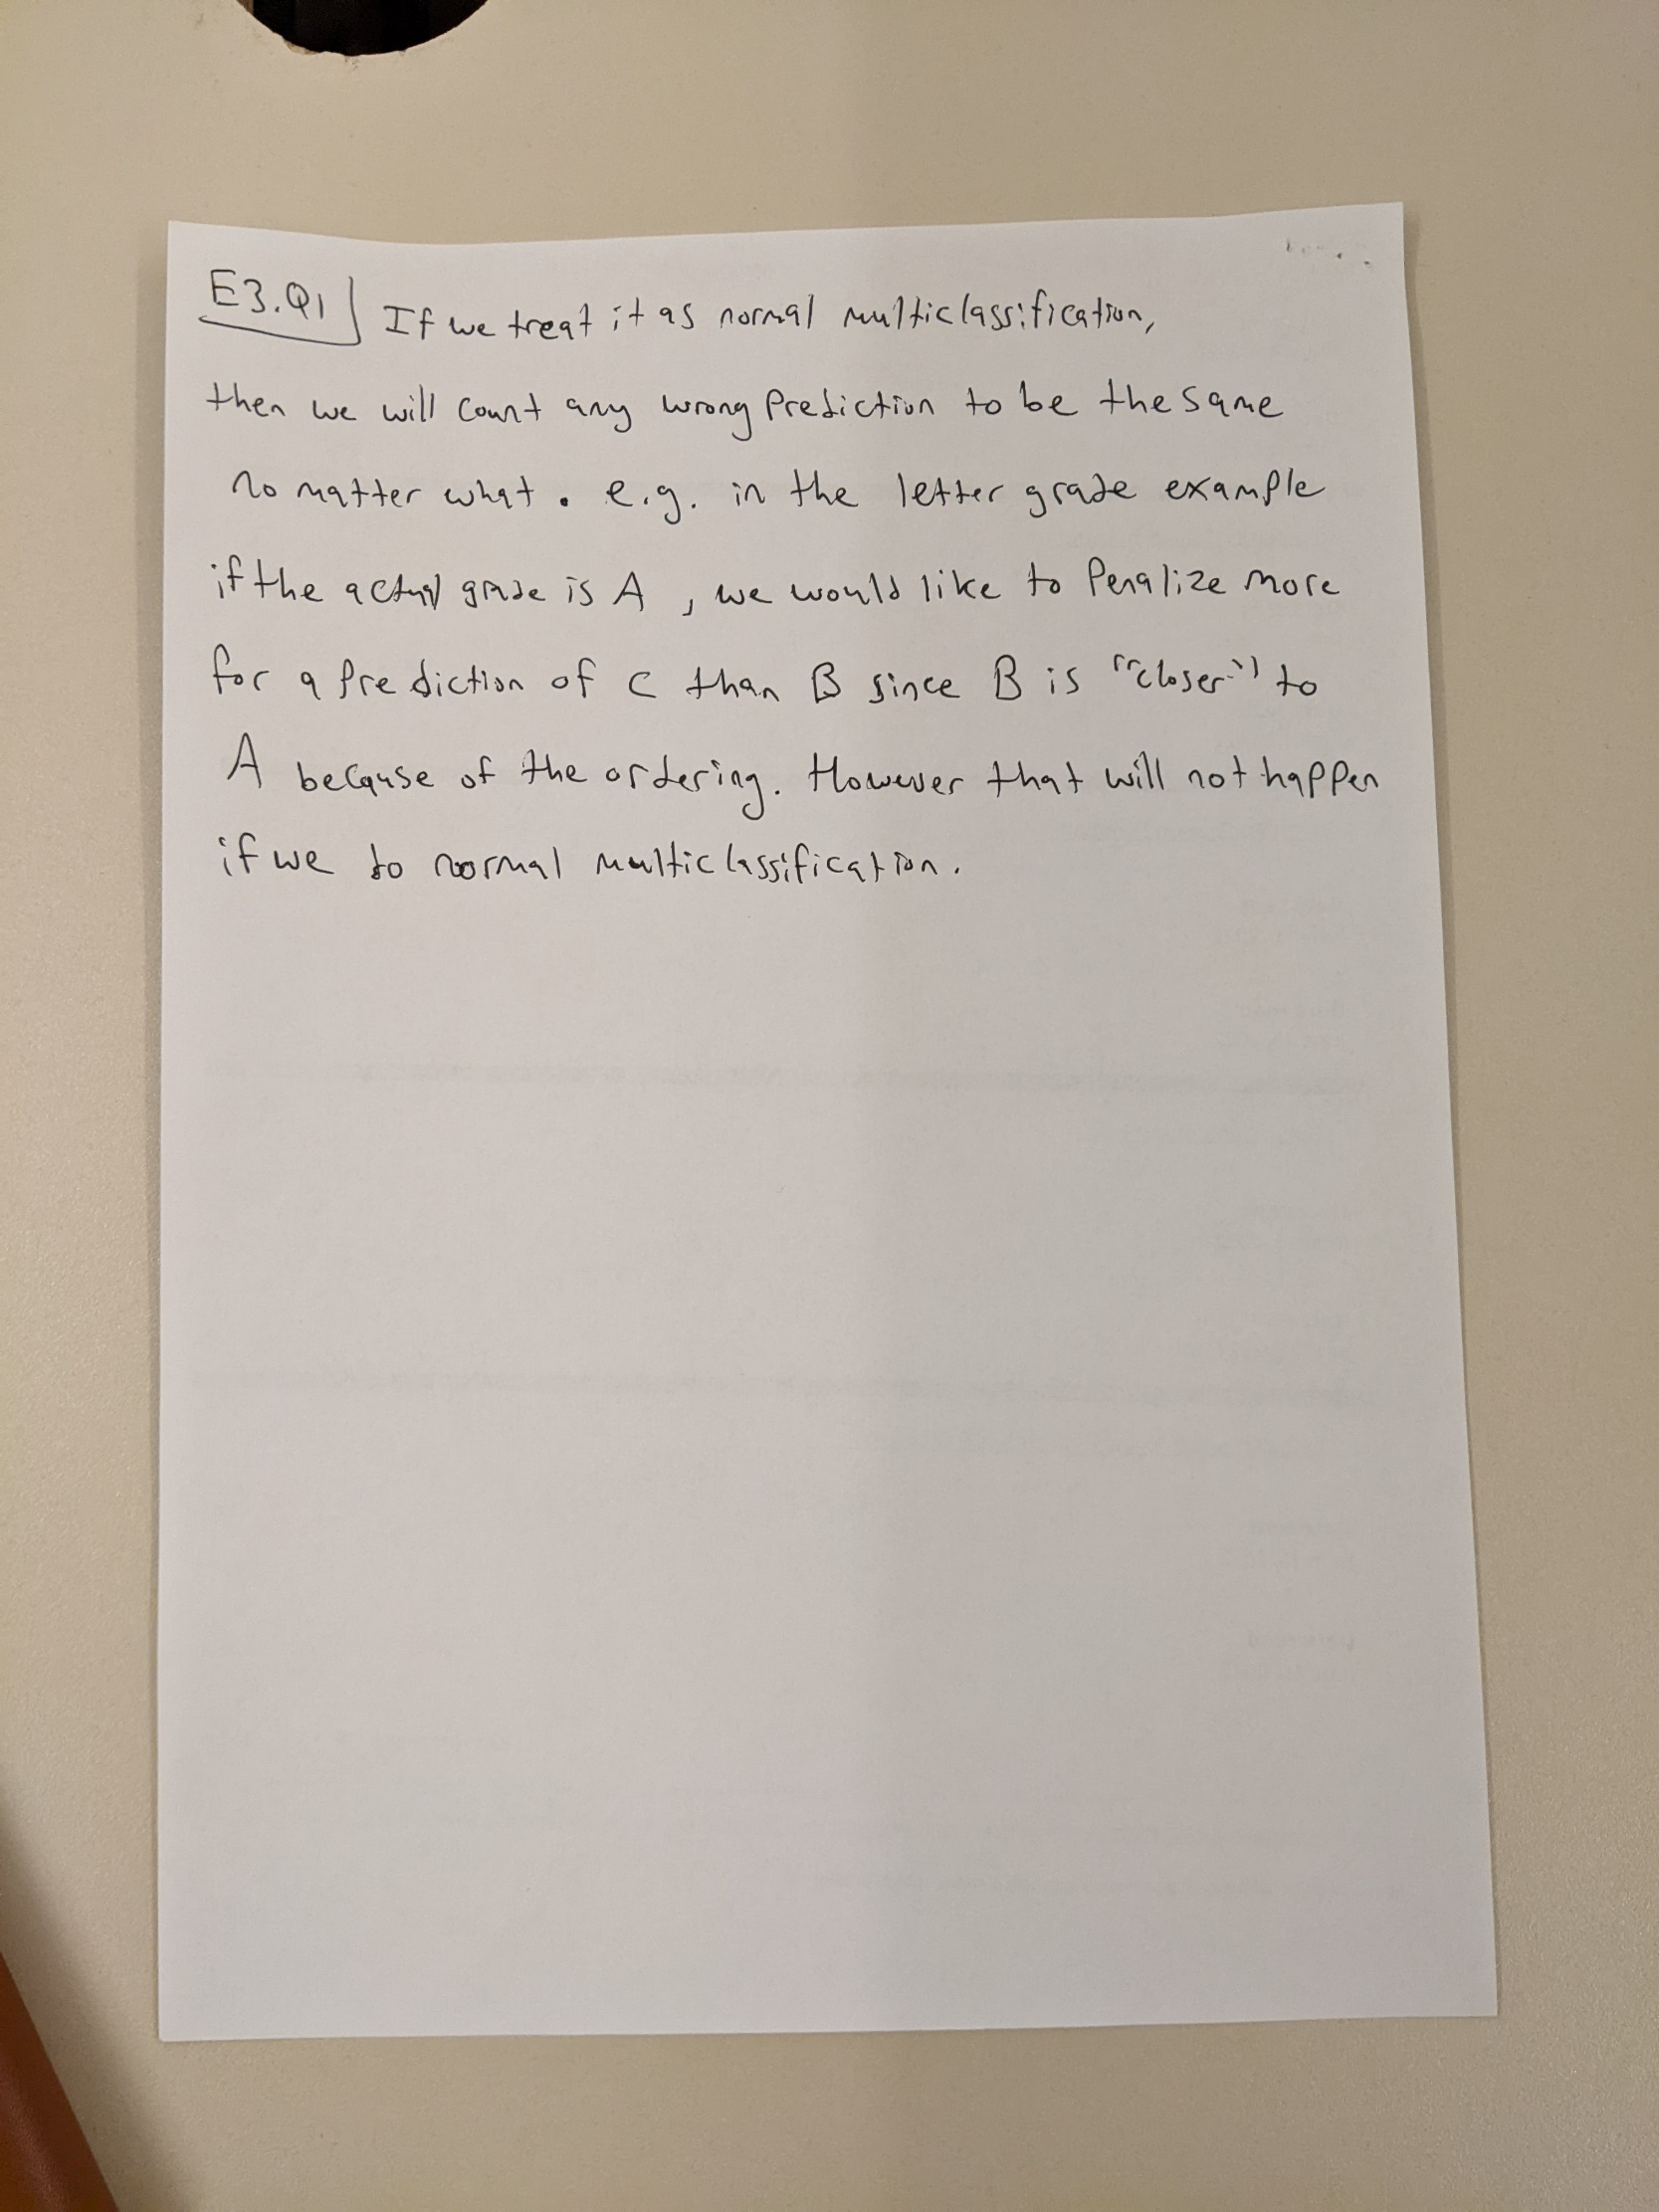 E3.Q1 If we treat it as normal multiclassification,
then we will count any wrong Prediction to be the same
no matter what. e.g. in the letter grade example
if the actual grade is A, we would like to Penalize more
for a Prediction of C than B since B is "closer" to
A because of the ordering. However that will not happen
if we do normal multiclassification.